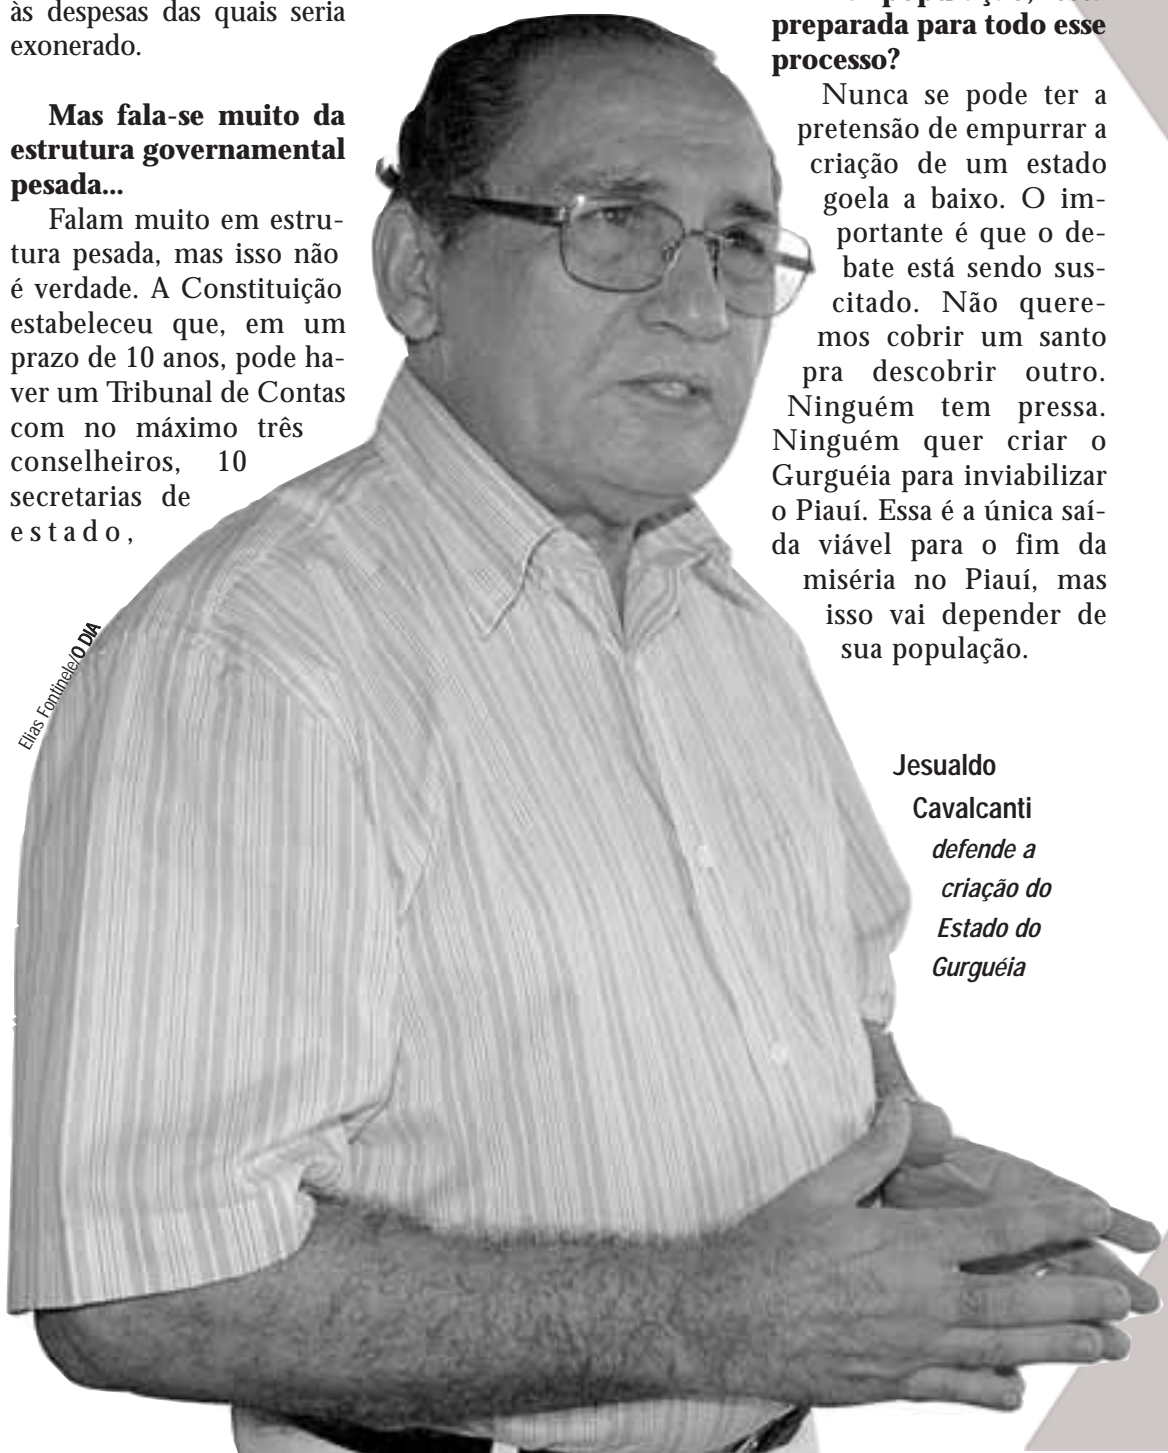 às despesas das quais seria
exonerado.
Mas fala-se muito da
estrutura governamental
pesada...
Falam muito em estru-
tura pesada, mas isso não
é verdade. A Constituição
estabeleceu que, em um
prazo de 10 anos, pode ha-
ver um Tribunal de Contas
com no máximo três
conselheiros, 10
secretarias de
estado,
Elias Fontinele/O DIA
preparada para todo esse
processo?
Nunca se pode ter a
pretensão de empurrar a
criação de um estado
goela a baixo. O im-
portante é que o de-
bate está sendo sus-
citado. Não quere-
mos cobrir um santo
pra descobrir outro.
Ninguém tem pressa.
Ninguém quer criar o
Gurguéia para inviabilizar
o Piauí. Essa é a única saí-
da viável para o fim da
miséria no Piauí, mas
isso vai depender de
sua população.
Jesualdo
Cavalcanti
defende a
criação do
Estado do
Gurguéia